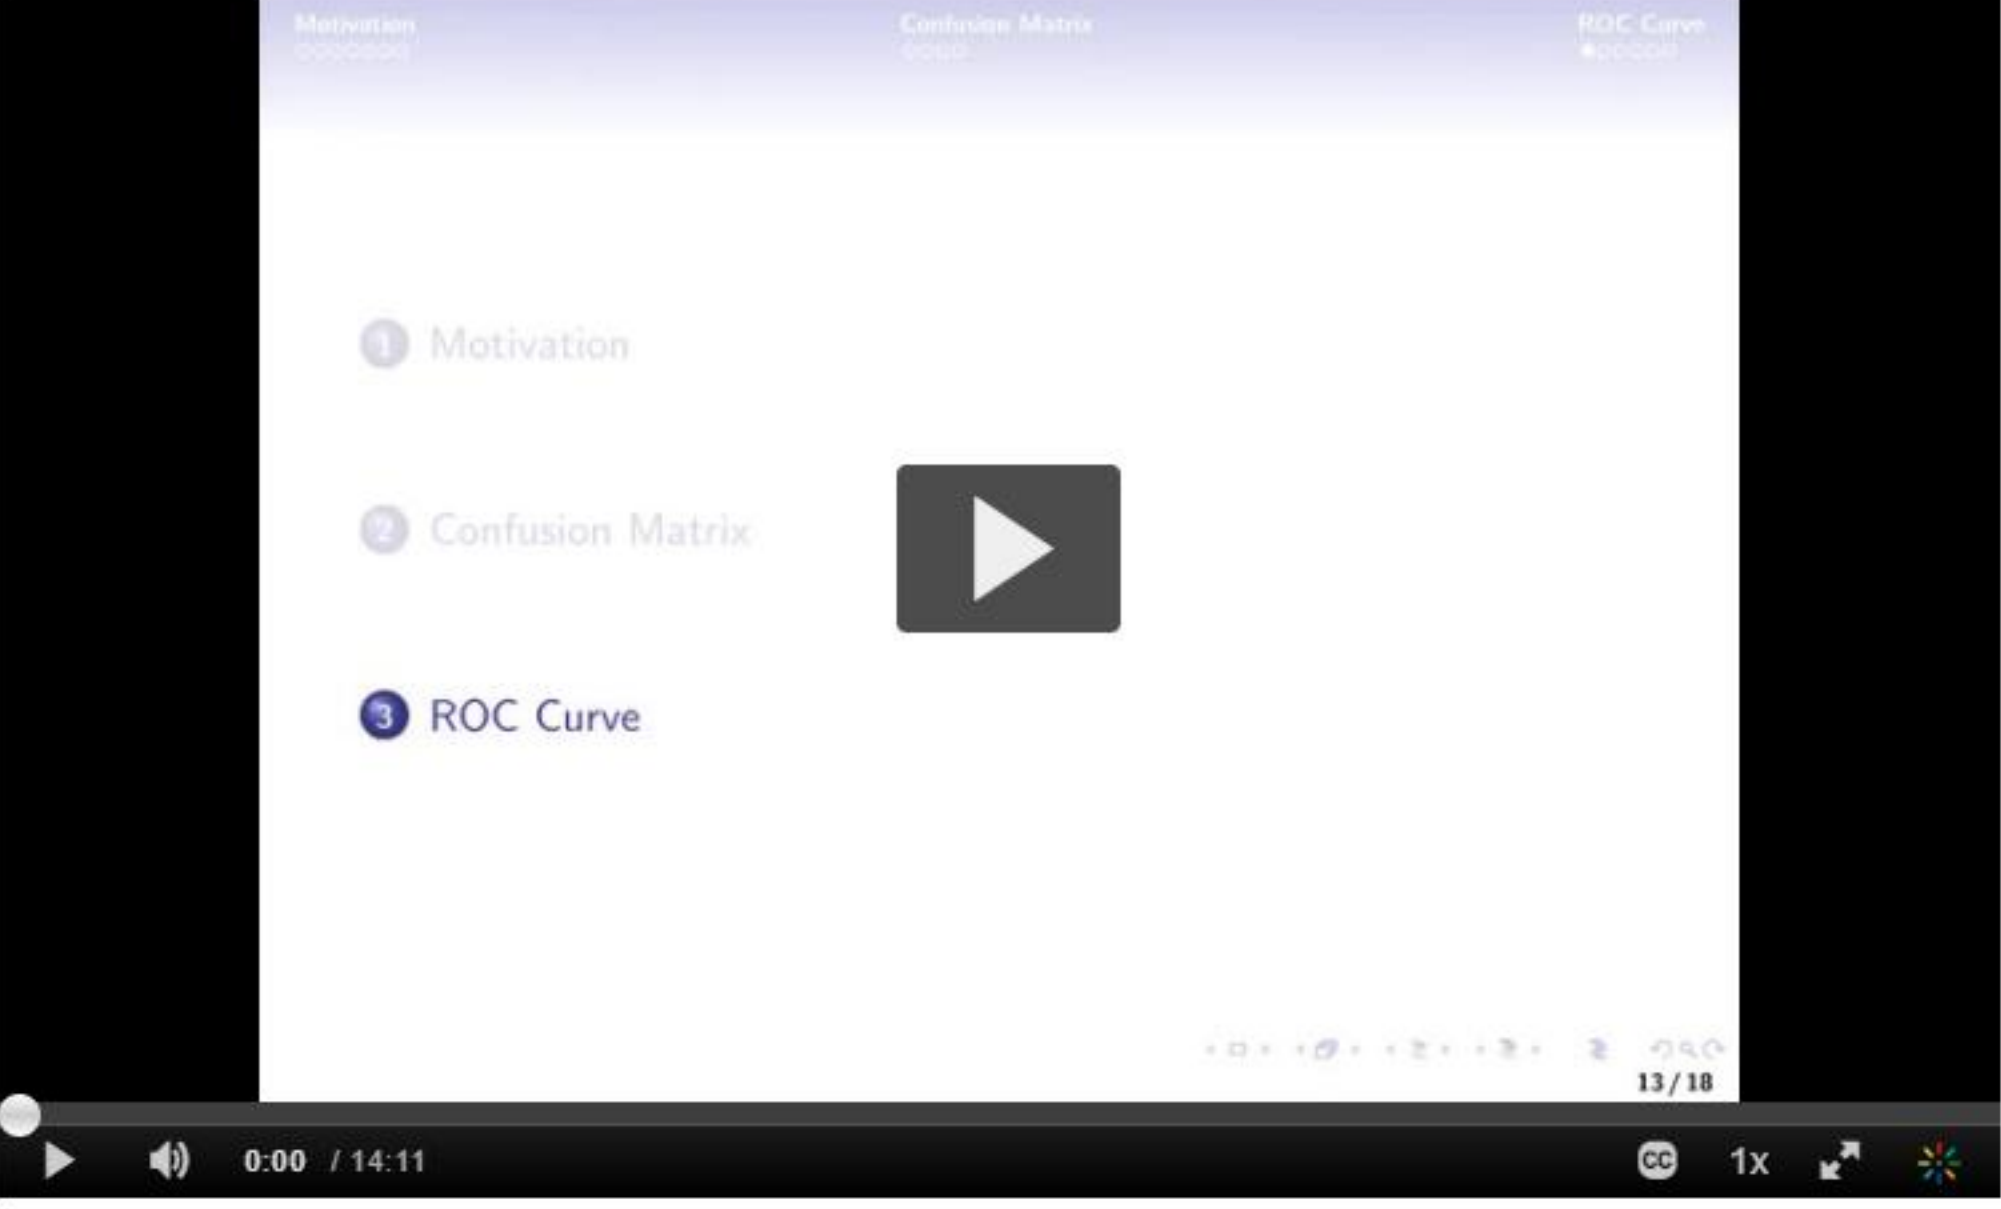 Motivation
Confusion Matrix
ROC Curve
1 Motivation
2 Confusion Matrix
3 ROC Curve
13 / 18
0:00 / 14:11
CC
1x